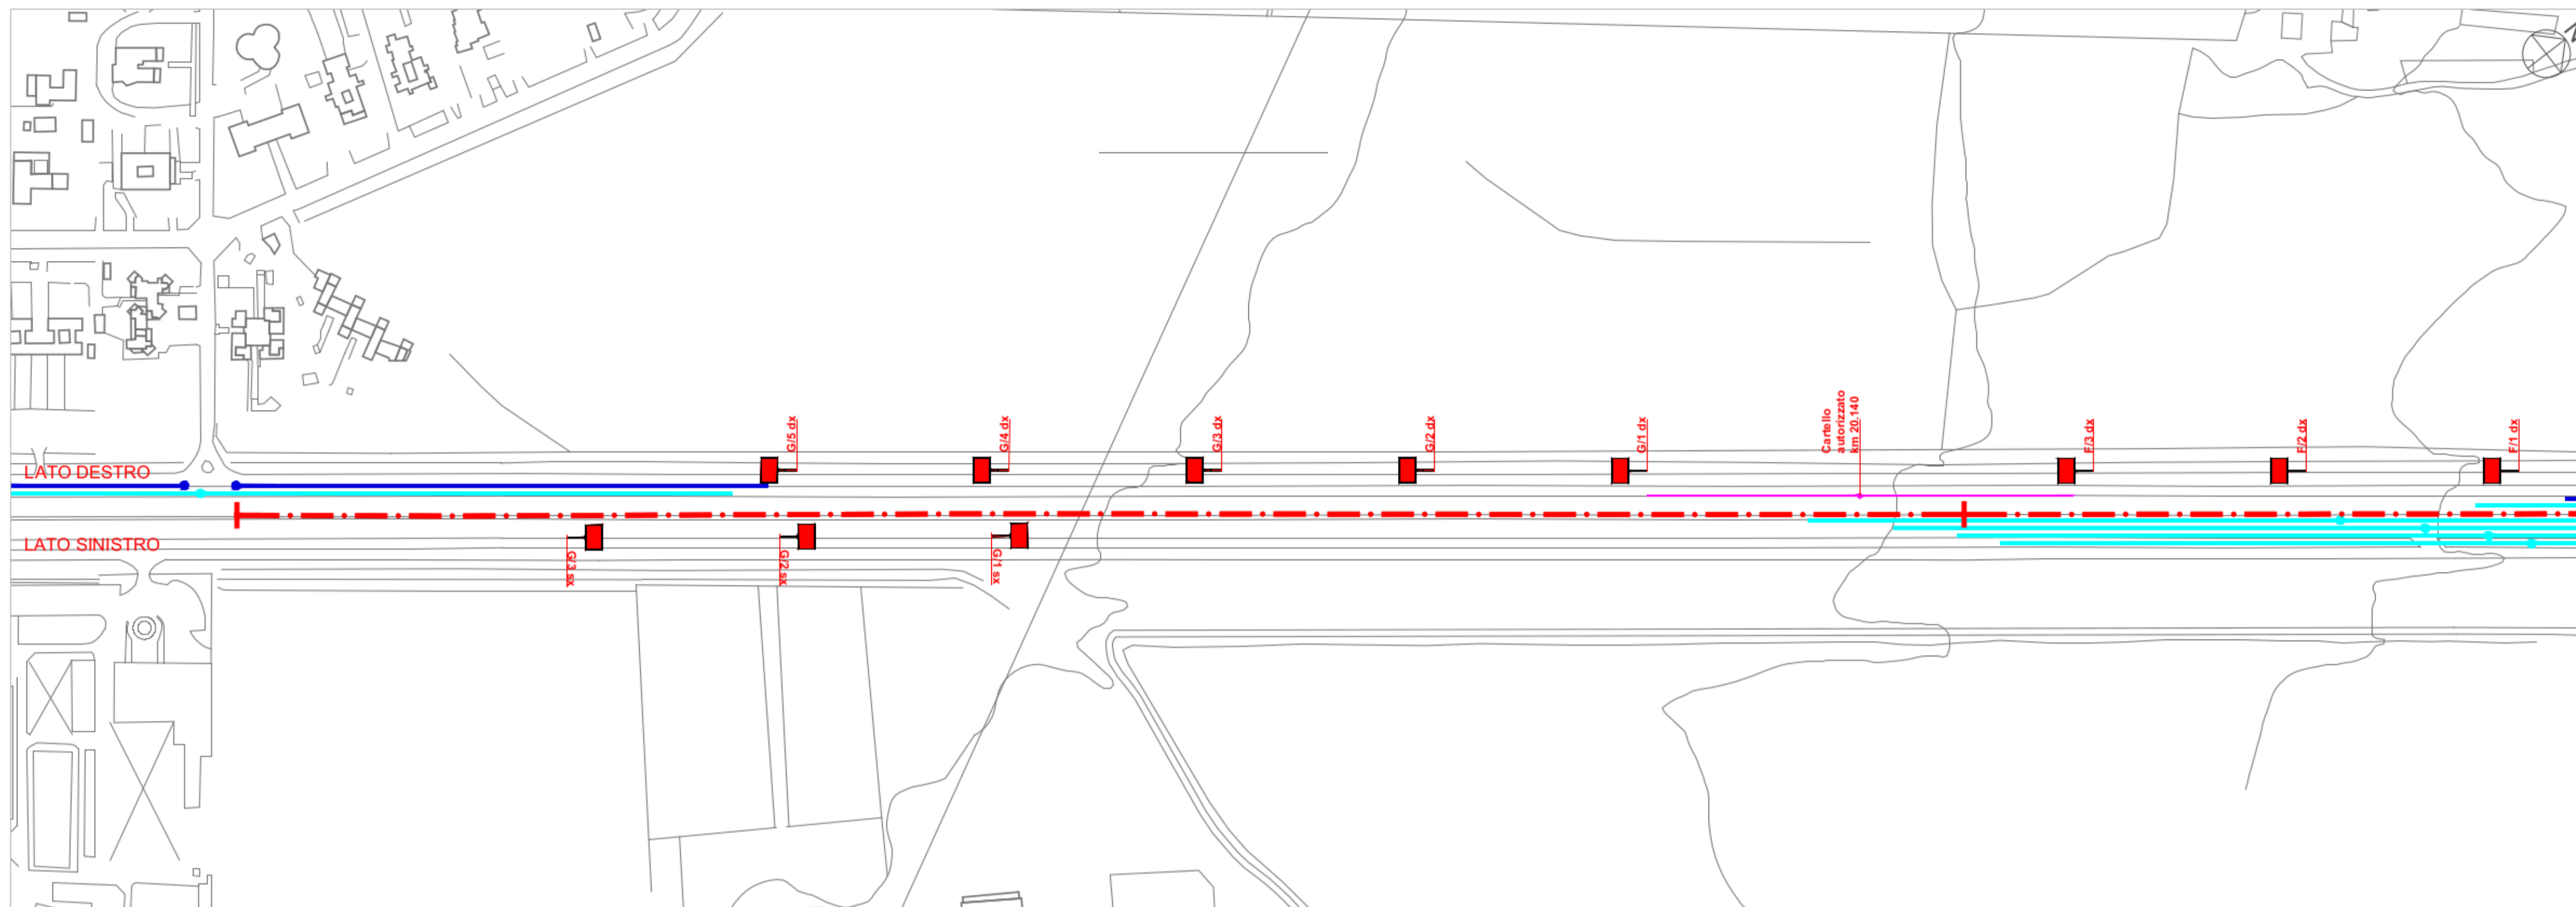 G/5 dx
G/4 dx
G/3 dx
G/2 dx
G/1 dx
Cartello
autorizzato
km 20.140
F/3 dx
F/2 dx
F/1 dx
LATO DESTRO
LATO SINISTRO
G/3 sx
G/2 sx
G/1 sx